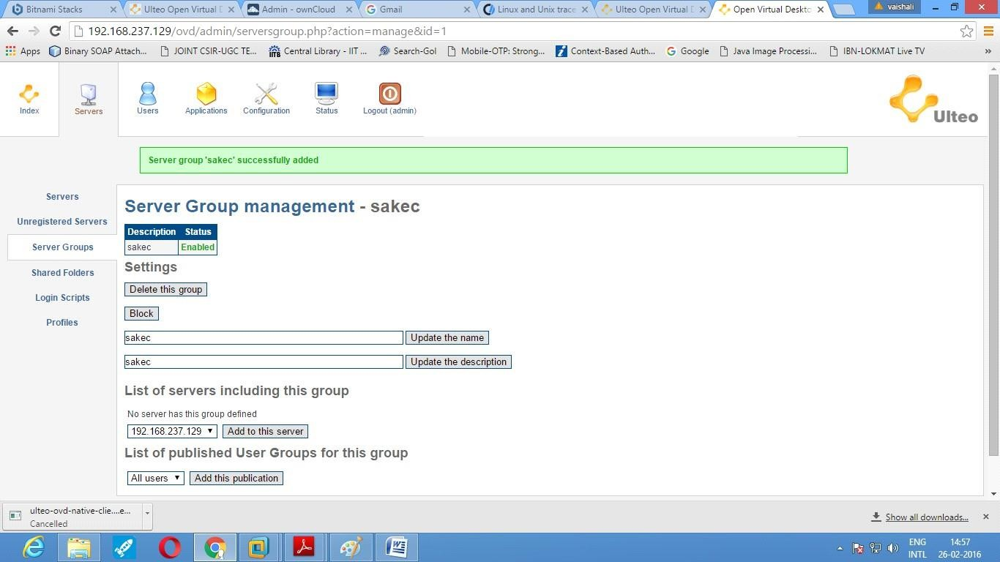 Bitnami Stacks
Ulteo Open Virtual D
Admin - ownCloud
Gmail
Linux and Unix trace
Ulteo Open Virtual D
Open Virtual Deskto
vaishali
192.168.237.129/ovd/admin/serversgroup.php?action=manage&id=1
Apps
Binary SOAP Attach...
JOINT CSIR-UGC TE...
Central Library - IIT ...
Search-Gol
Mobile-OTP: Strong...
Context-Based Auth...
Google
Java Image Processi...
IBN-LOKMAT Live TV
»
Index
Servers
Users
Applications
Configuration
Status
Logout (admin)
Ulteo
Server group 'sakec' successfully added
Servers
Unregistered Servers
Server Groups
Shared Folders
Login Scripts
Profiles
Server Group management - sakec
Description Status
sakec Enabled
Settings
Delete this group
Block
sakec Update the name
sakec Update the description
List of servers including this group
No server has this group defined
192.168.237.129 Add to this server
List of published User Groups for this group
All users Add this publication
ulteo-ovd-native-clie....e...
Cancelled
Show all downloads...
ENG
INTL
14:57
26-02-2016